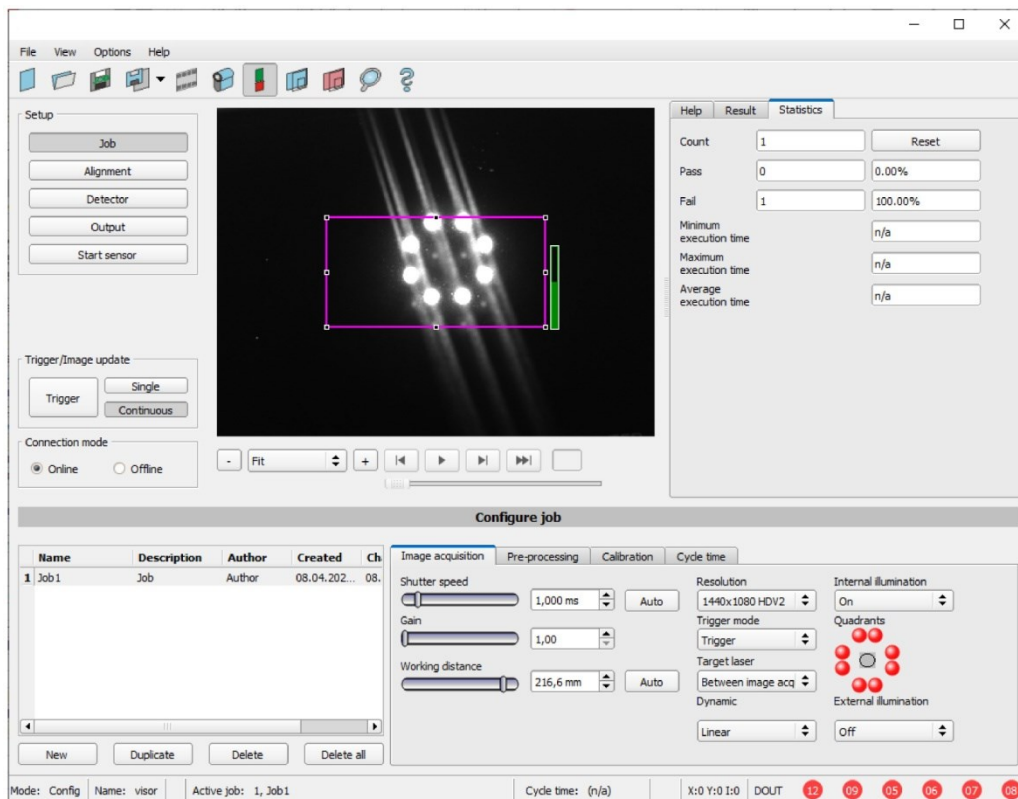 File View Options Help
Setup
Job
Alignment
Detector
Output
Start sensor
Trigger/Image update
Trigger
Single
Continuous
Connection mode
Online Offline
- Fit +
Help Result Statistics
Count 1 Reset
Pass 0 0.00%
Fail 1 100.00%
Minimum
execution time n/a
Maximum
execution time n/a
Average
execution time n/a
Configure job
Name Description Author Created Ch
1 Job1 Job Author 08.04.202... 08.
New Duplicate Delete Delete all
Image acquisition Pre-processing Calibration Cycle time
Shutter speed
1,000 ms Auto
Gain
1,00
Working distance
216,6 mm Auto
Resolution
1440x1080 HDV2
Trigger mode
Trigger
Target laser
Between image acq
Dynamic
Linear
Internal illumination
On
Quadrants
External illumination
Off
Mode: Config Name: visor Active job: 1, Job1 Cycle time: (n/a) X:0 Y:0 I:0 DOUT 12 09 05 06 07 08